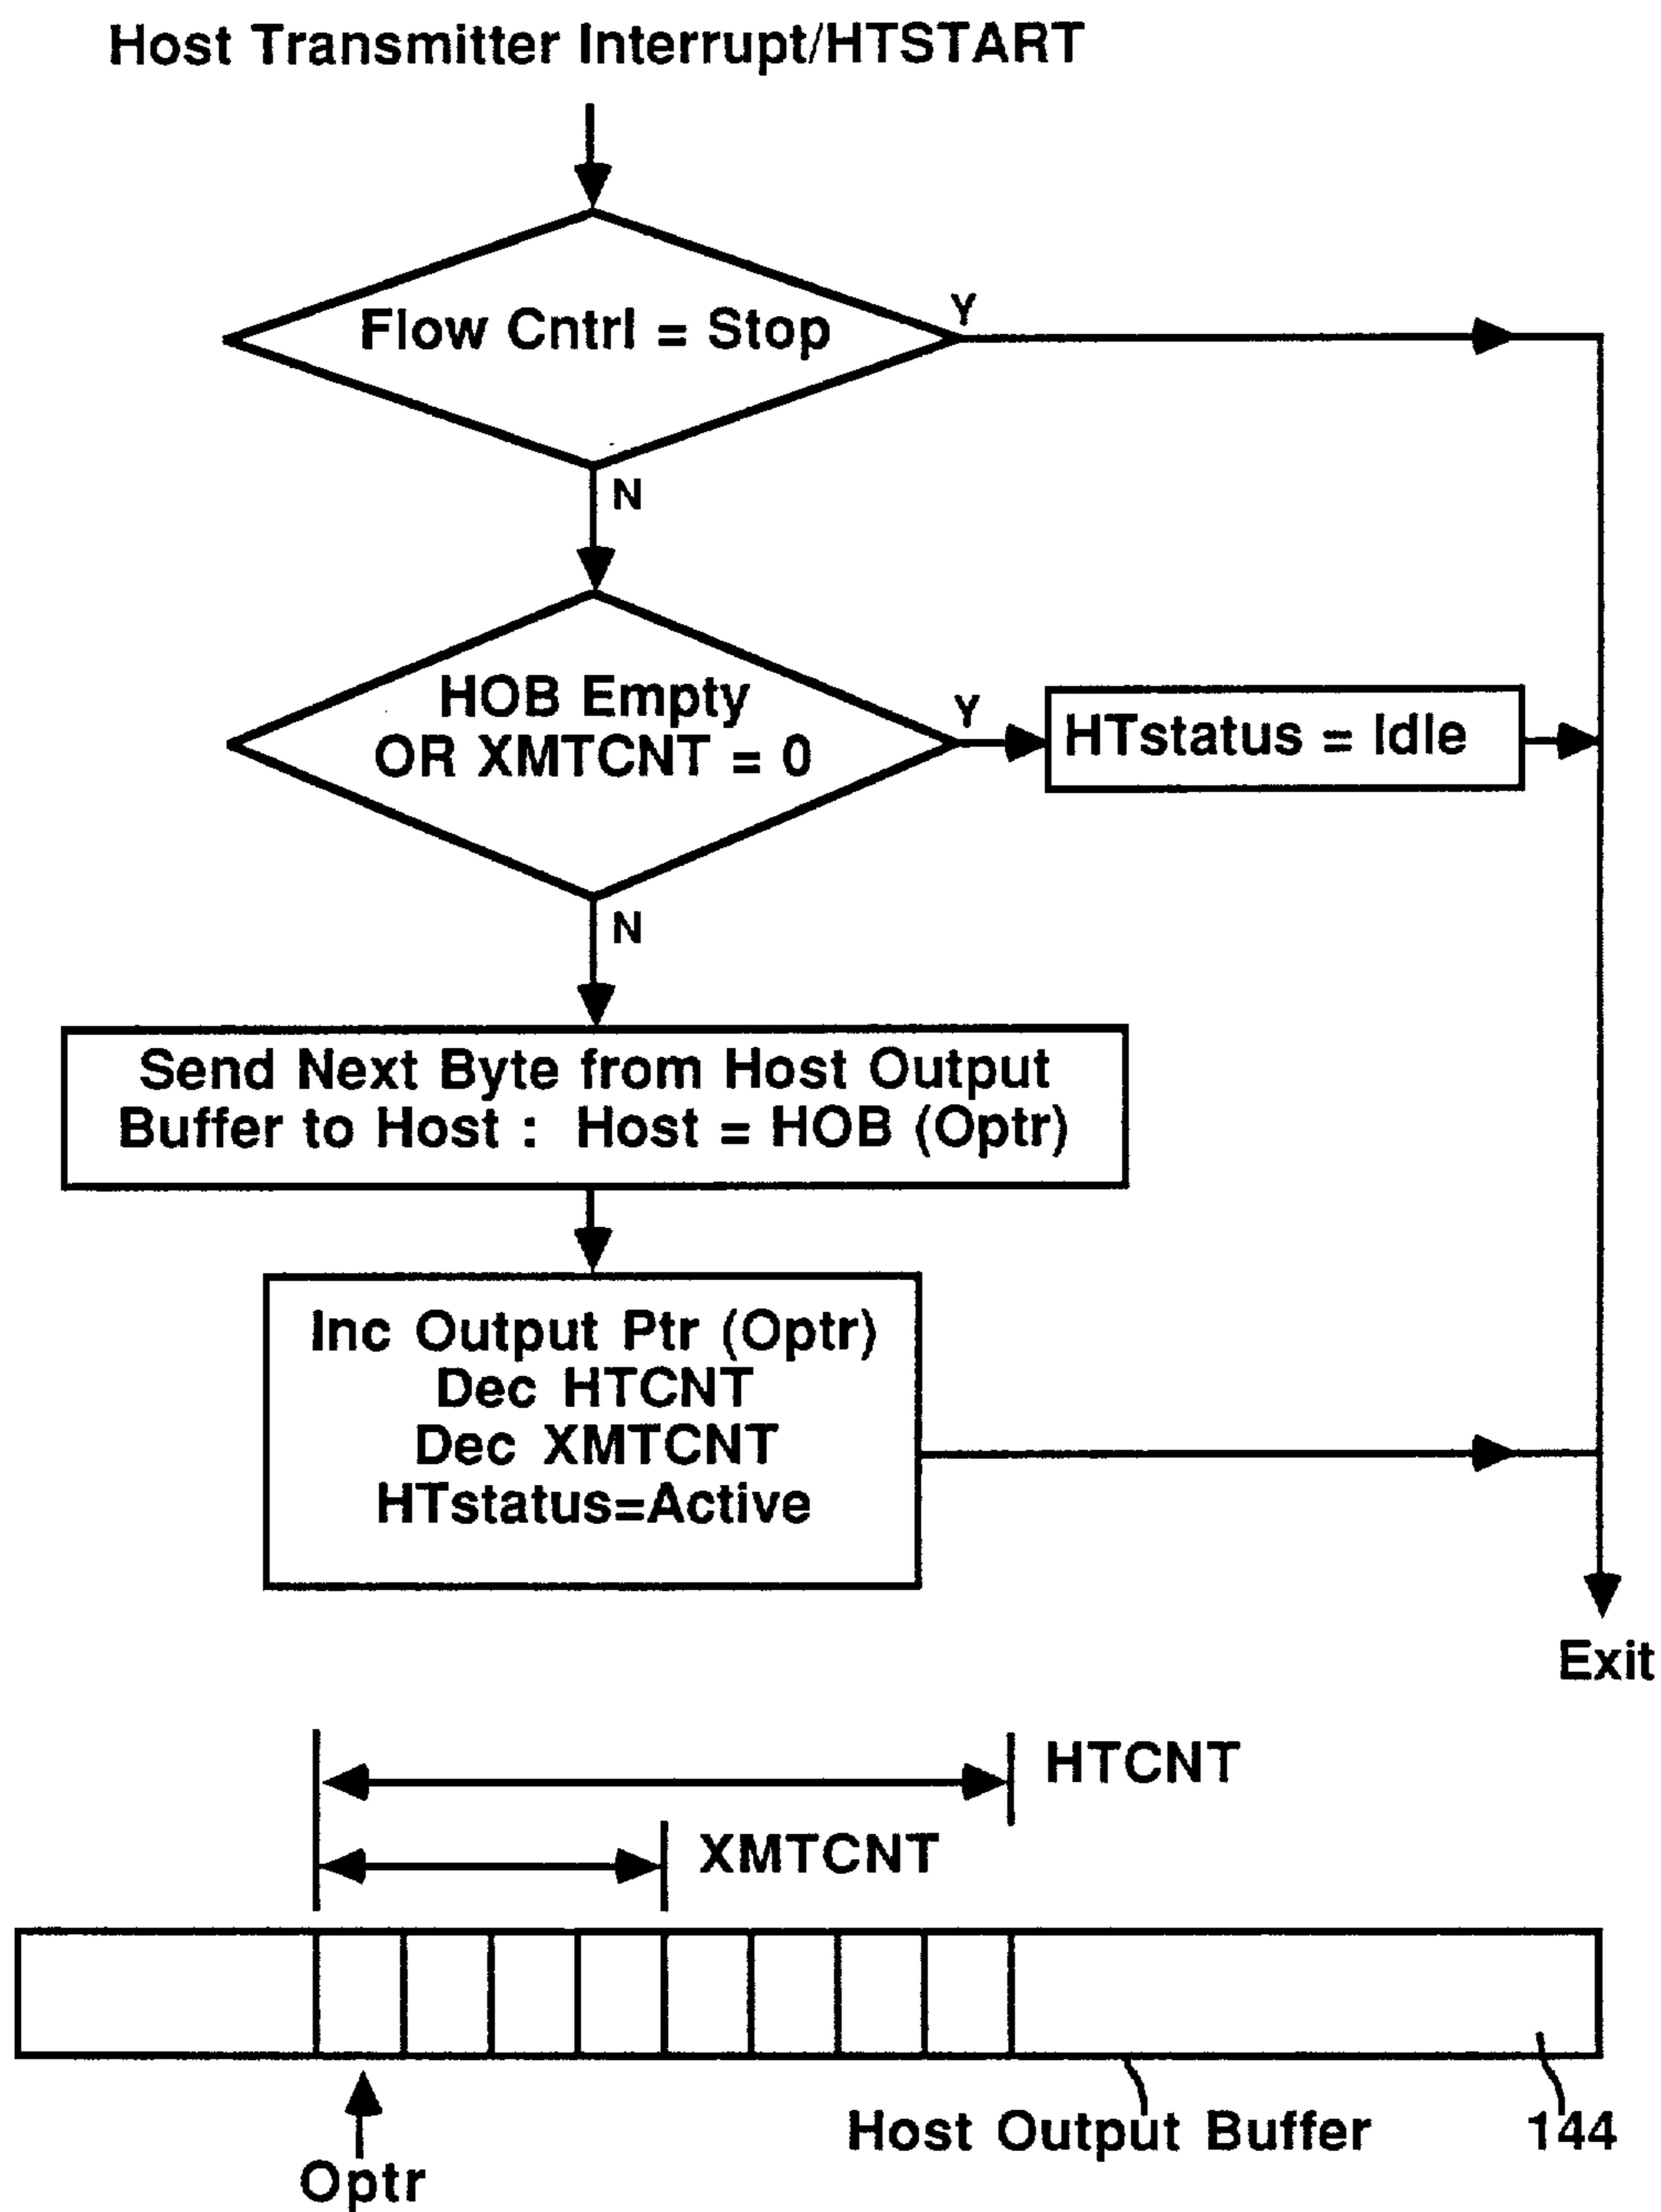 Host Transmitter Interrupt/HTSTART
Flow Cntrl = Stop
Y
N
HOB Empty
OR XMTCNT = 0
Y
HTstatus = Idle
N
Send Next Byte from Host Output
Buffer to Host : Host = HOB (Optr)
Inc Output Ptr (Optr)
Dec HTCNT
Dec XMTCNT
HTstatus=Active
Exit
HTCNT
XMTCNT
Host Output Buffer
144
Optr